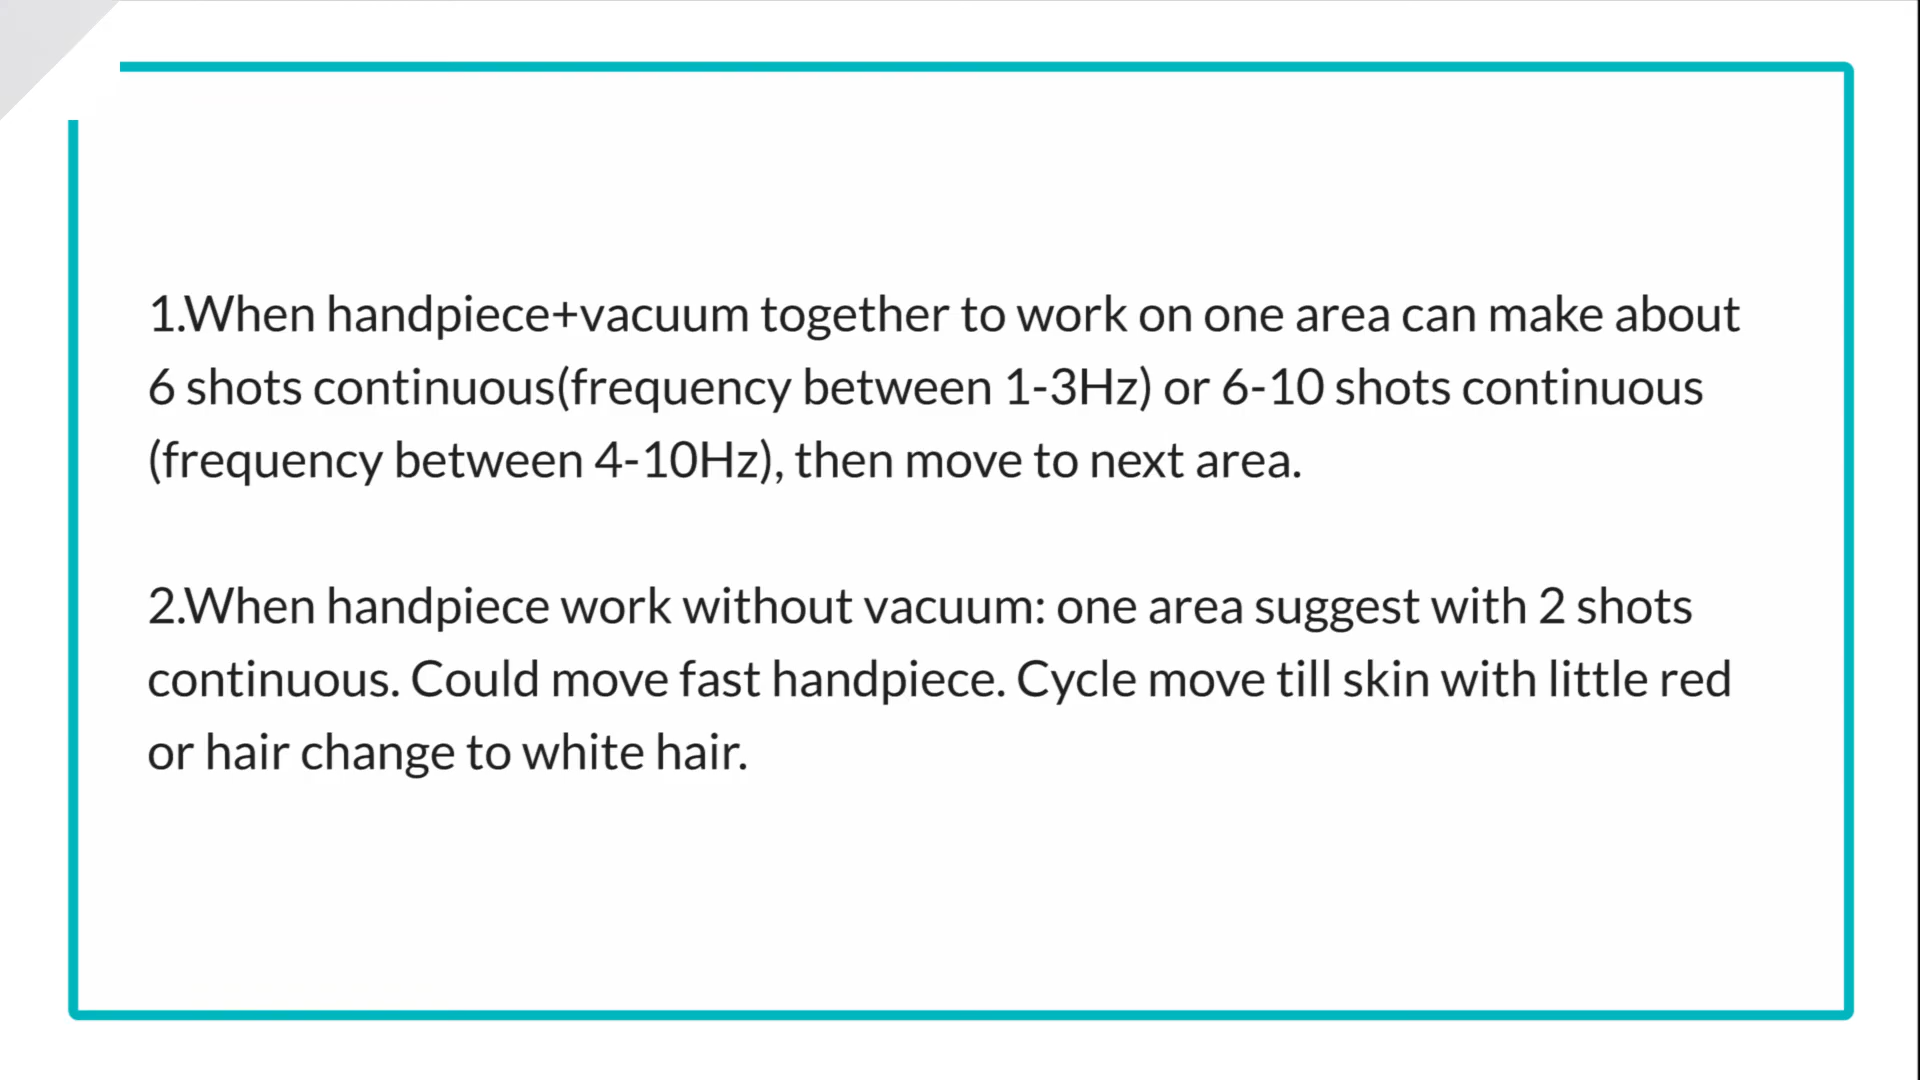 1.When handpiece+vacuum together to work on one area can make about
6 shots continuous(frequency between 1-3Hz) or 6-10 shots continuous
(frequency between 4-10Hz), then move to next area.
2.When handpiece work without vacuum: one area suggest with 2 shots
continuous. Could move fast handpiece. Cycle move till skin with little red
or hair change to white hair.